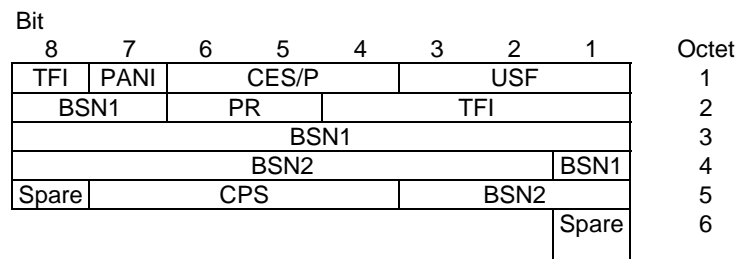 Bit
8 7 6 5 4 3 2 1 Octet
TFI PANI CES/P USF 1
BSN1 PR TFI 2
BSN1 3
BSN2 BSN1 4
Spare CPS BSN2 5
Spare 6